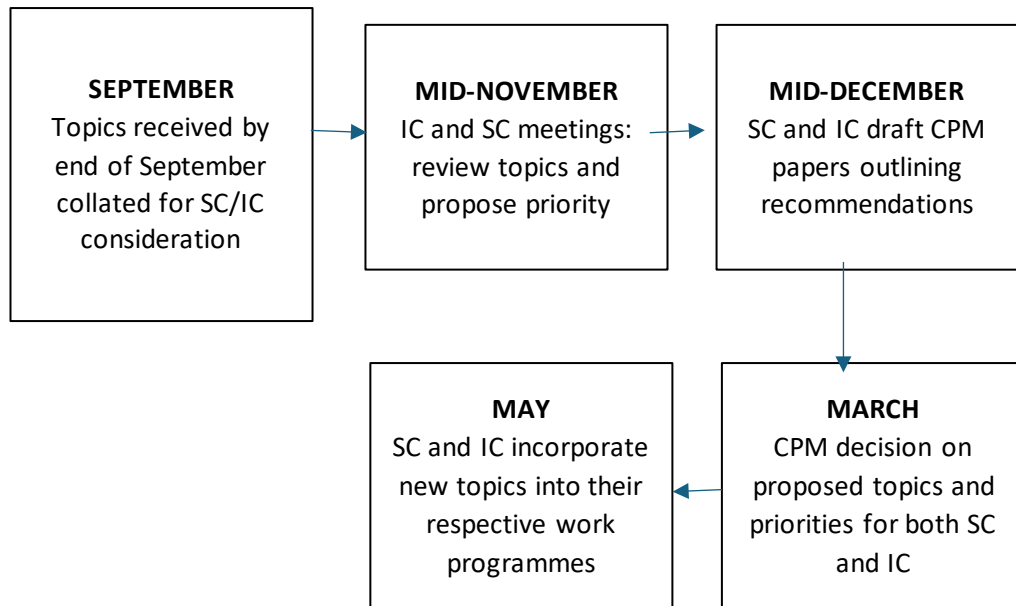 SEPTEMBER
Topics received by
end of September
collated for SC/IC
consideration
MID-NOVEMBER
IC and SC meetings:
review topics and
propose priority
MID-DECEMBER
SC and IC draft CPM
papers outlining
recommendations
MARCH
CPM decision on
proposed topics and
priorities for both SC
and IC
MAY
SC and IC incorporate
new topics into their
respective work
programmes